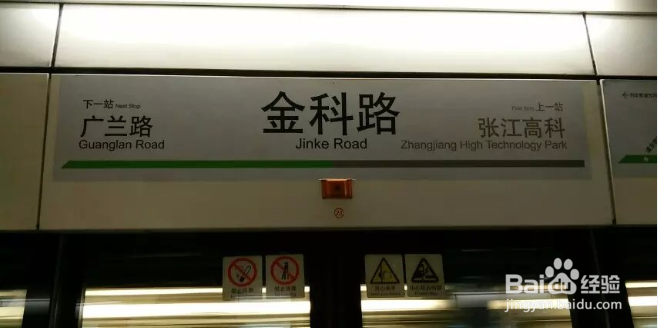 下一站 Next Stop
广兰路
Guanglan Road
金科路
Jinke Road
上一站
张江高科
Zhangjiang High Technology Park
Baidu 经验
jingyan.baidu.com